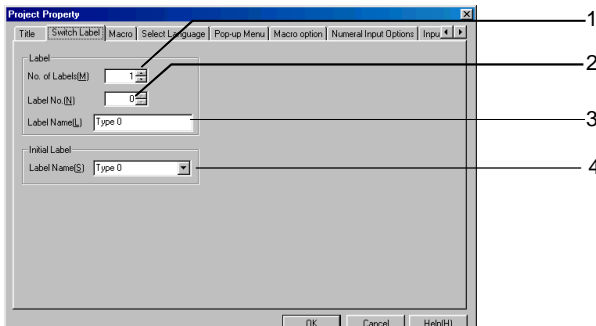 Project Property
Title Switch Label Macro Select Language Pop-up Menu Macro option Numeral Input Options Inpu
1
Label
No. of Labels(M) 1
2
Label No.(N) 0
Label Name(L) Type 0
3
Initial Label
Label Name(S) Type 0
4
OK Cancel Help(H)